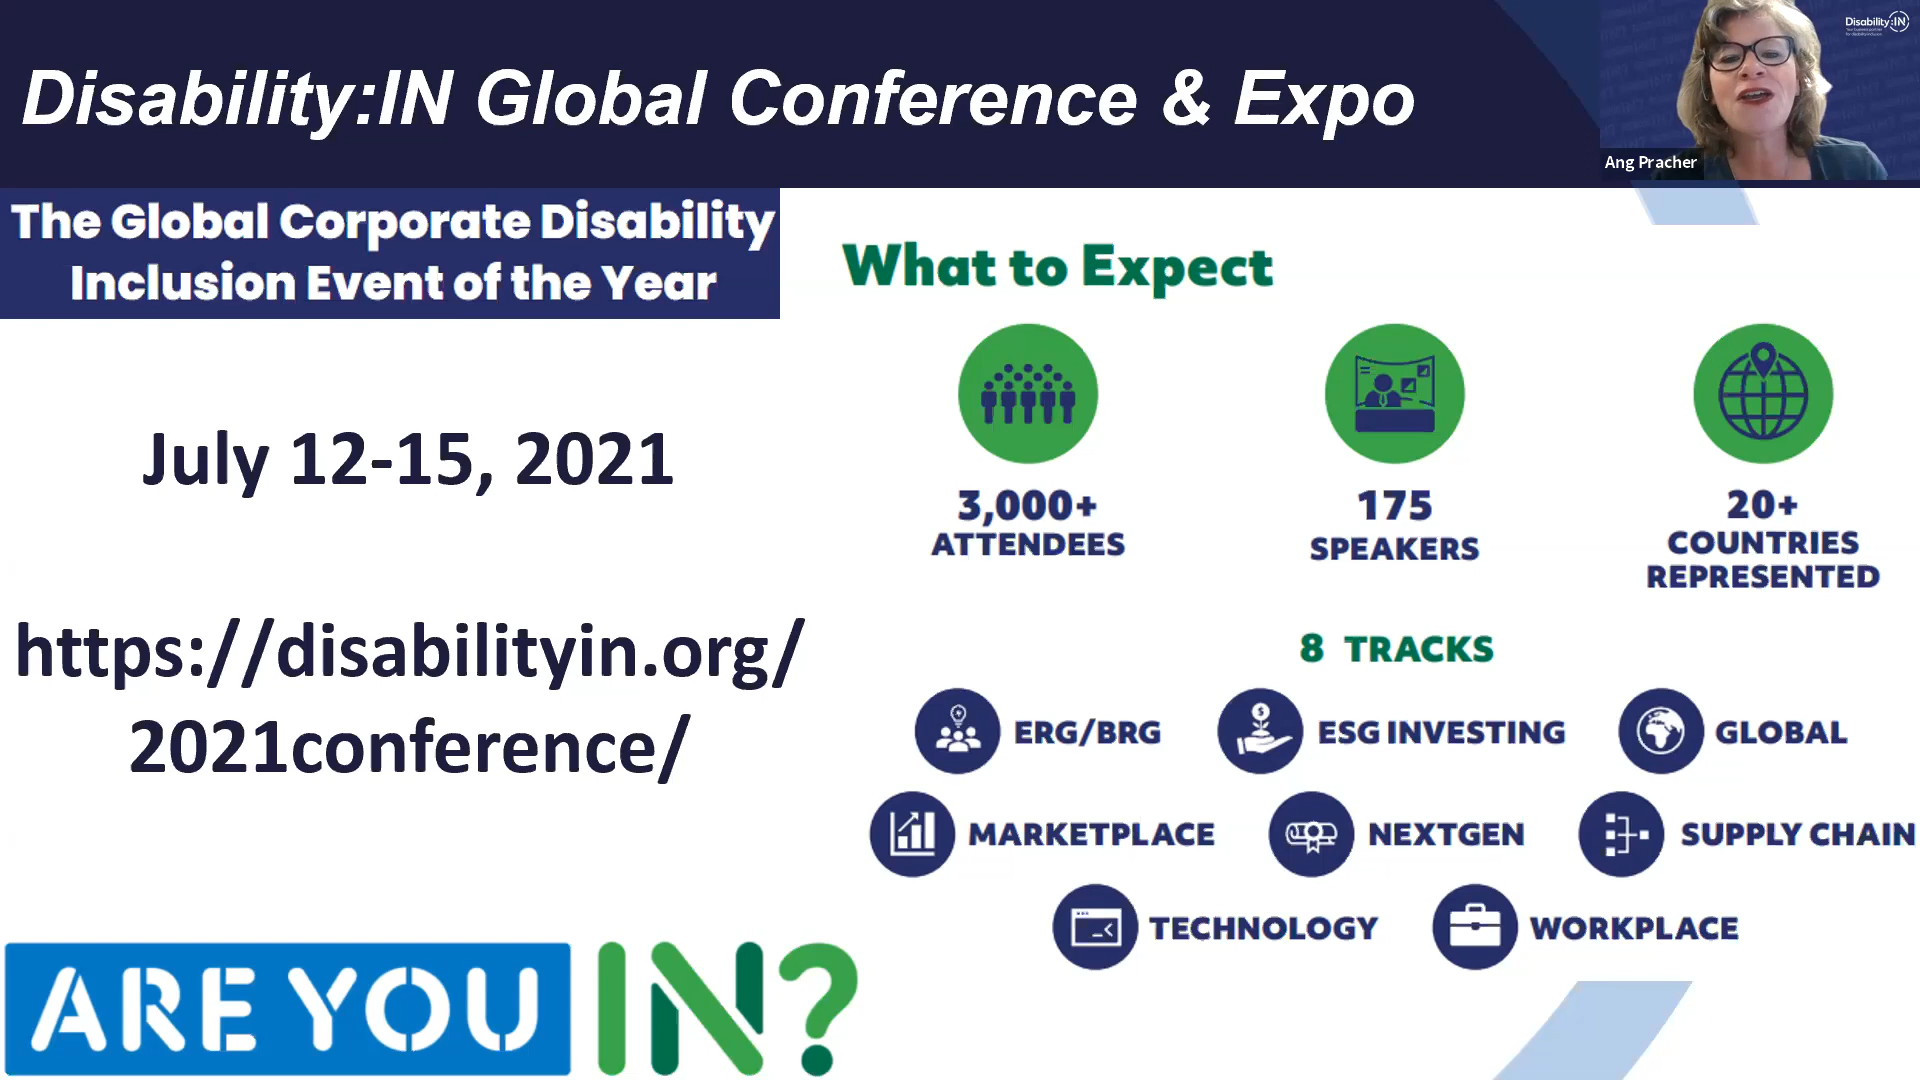 Disability:IN Global Conference & Expo
Disability:IN
Ang Pracher
The Global Corporate Disability
Inclusion Event of the Year
July 12-15, 2021
https://disabilityin.org/
2021conference/
ARE YOU IN?
What to Expect
3,000+
ATTENDEES
175
SPEAKERS
20+
COUNTRIES
REPRESENTED
8 TRACKS
ERG/BRG
ESG INVESTING
GLOBAL
MARKETPLACE
NEXTGEN
SUPPLY CHAIN
TECHNOLOGY
WORKPLACE